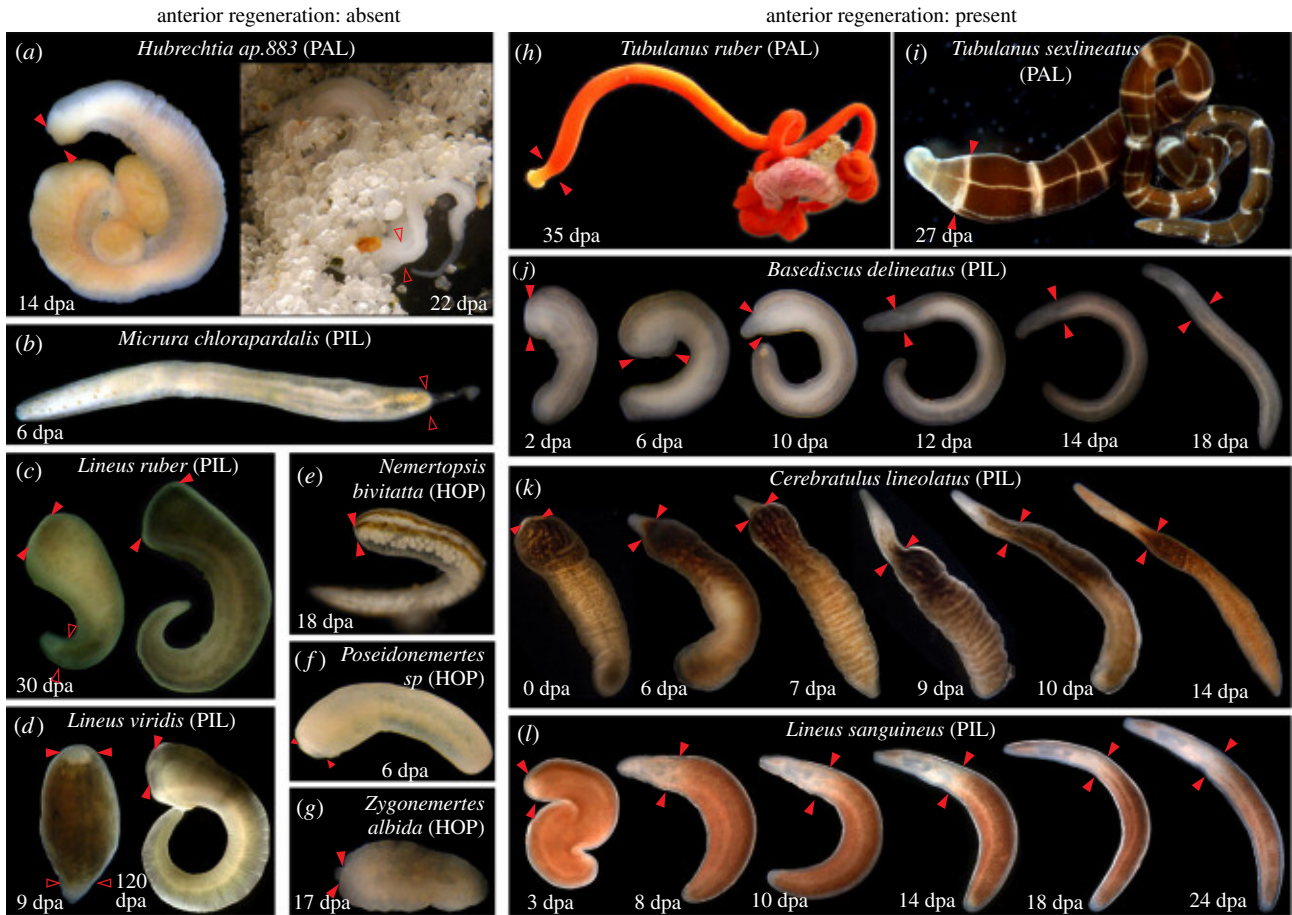 anterior regeneration: absent
anterior regeneration: present
(a) Hubrechtia ap.883 (PAL)
14 dpa
22 dpa
(b) Micrura chlorapardalis (PIL)
6 dpa
(c) Lineus ruber (PIL)
30 dpa
(d) Lineus viridis (PIL)
9 dpa
120
dpa
(e) Nemertopsis
bivitatta (HOP)
18 dpa
(f) Poseidonemertes
sp (HOP)
6 dpa
(g) Zygonemertes
albida (HOP)
17 dpa
(h) Tubulanus ruber (PAL)
35 dpa
(i) Tubulanus sexlineatus
(PAL)
27 dpa
(j) Basediscus delineatus (PIL)
2 dpa 6 dpa 10 dpa 12 dpa 14 dpa 18 dpa
(k) Cerebratulus lineolatus (PIL)
0 dpa 6 dpa 7 dpa 9 dpa 10 dpa 14 dpa
(l) Lineus sanguineus (PIL)
3 dpa 8 dpa 10 dpa 14 dpa 18 dpa 24 dpa